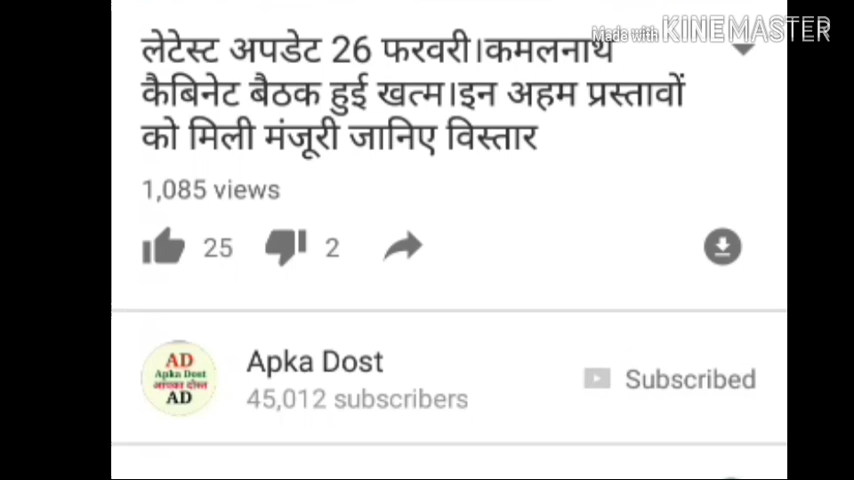 Made with KINEMASTER
लेटेस्ट अपडेट 26 फरवरी।कमलनाथ
कैबिनेट बैठक हुई खत्म।इन अहम प्रस्तावों
को मिली मंजूरी जानिए विस्तार
1,085 views
25 2
AD
Apka Dost
आपका दोस्त
AD
Apka Dost
45,012 subscribers
Subscribed